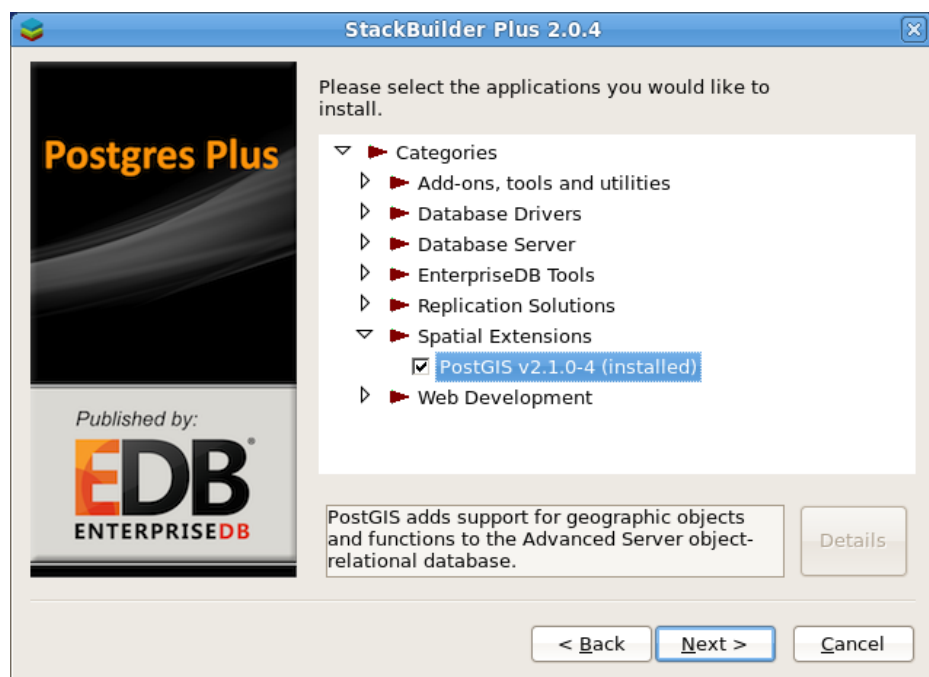 StackBuilder Plus 2.0.4
Postgres Plus
Published by:
EDB®
ENTERPRISEDB
Please select the applications you would like to
install.
Categories
Add-ons, tools and utilities
Database Drivers
Database Server
EnterpriseDB Tools
Replication Solutions
Spatial Extensions
PostGIS v2.1.0-4 (installed)
Web Development
PostGIS adds support for geographic objects
and functions to the Advanced Server object-
relational database.
Details
< Back
Next >
Cancel